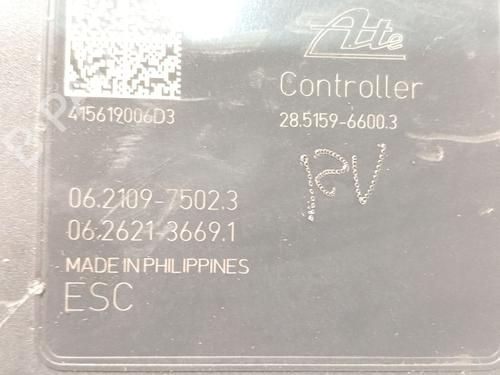 Ate
415619006D3
Controller
28.5159-6600.3
12V
06.2109-7502.3
06.2621-3669.1
MADE IN PHILIPPINES
ESC